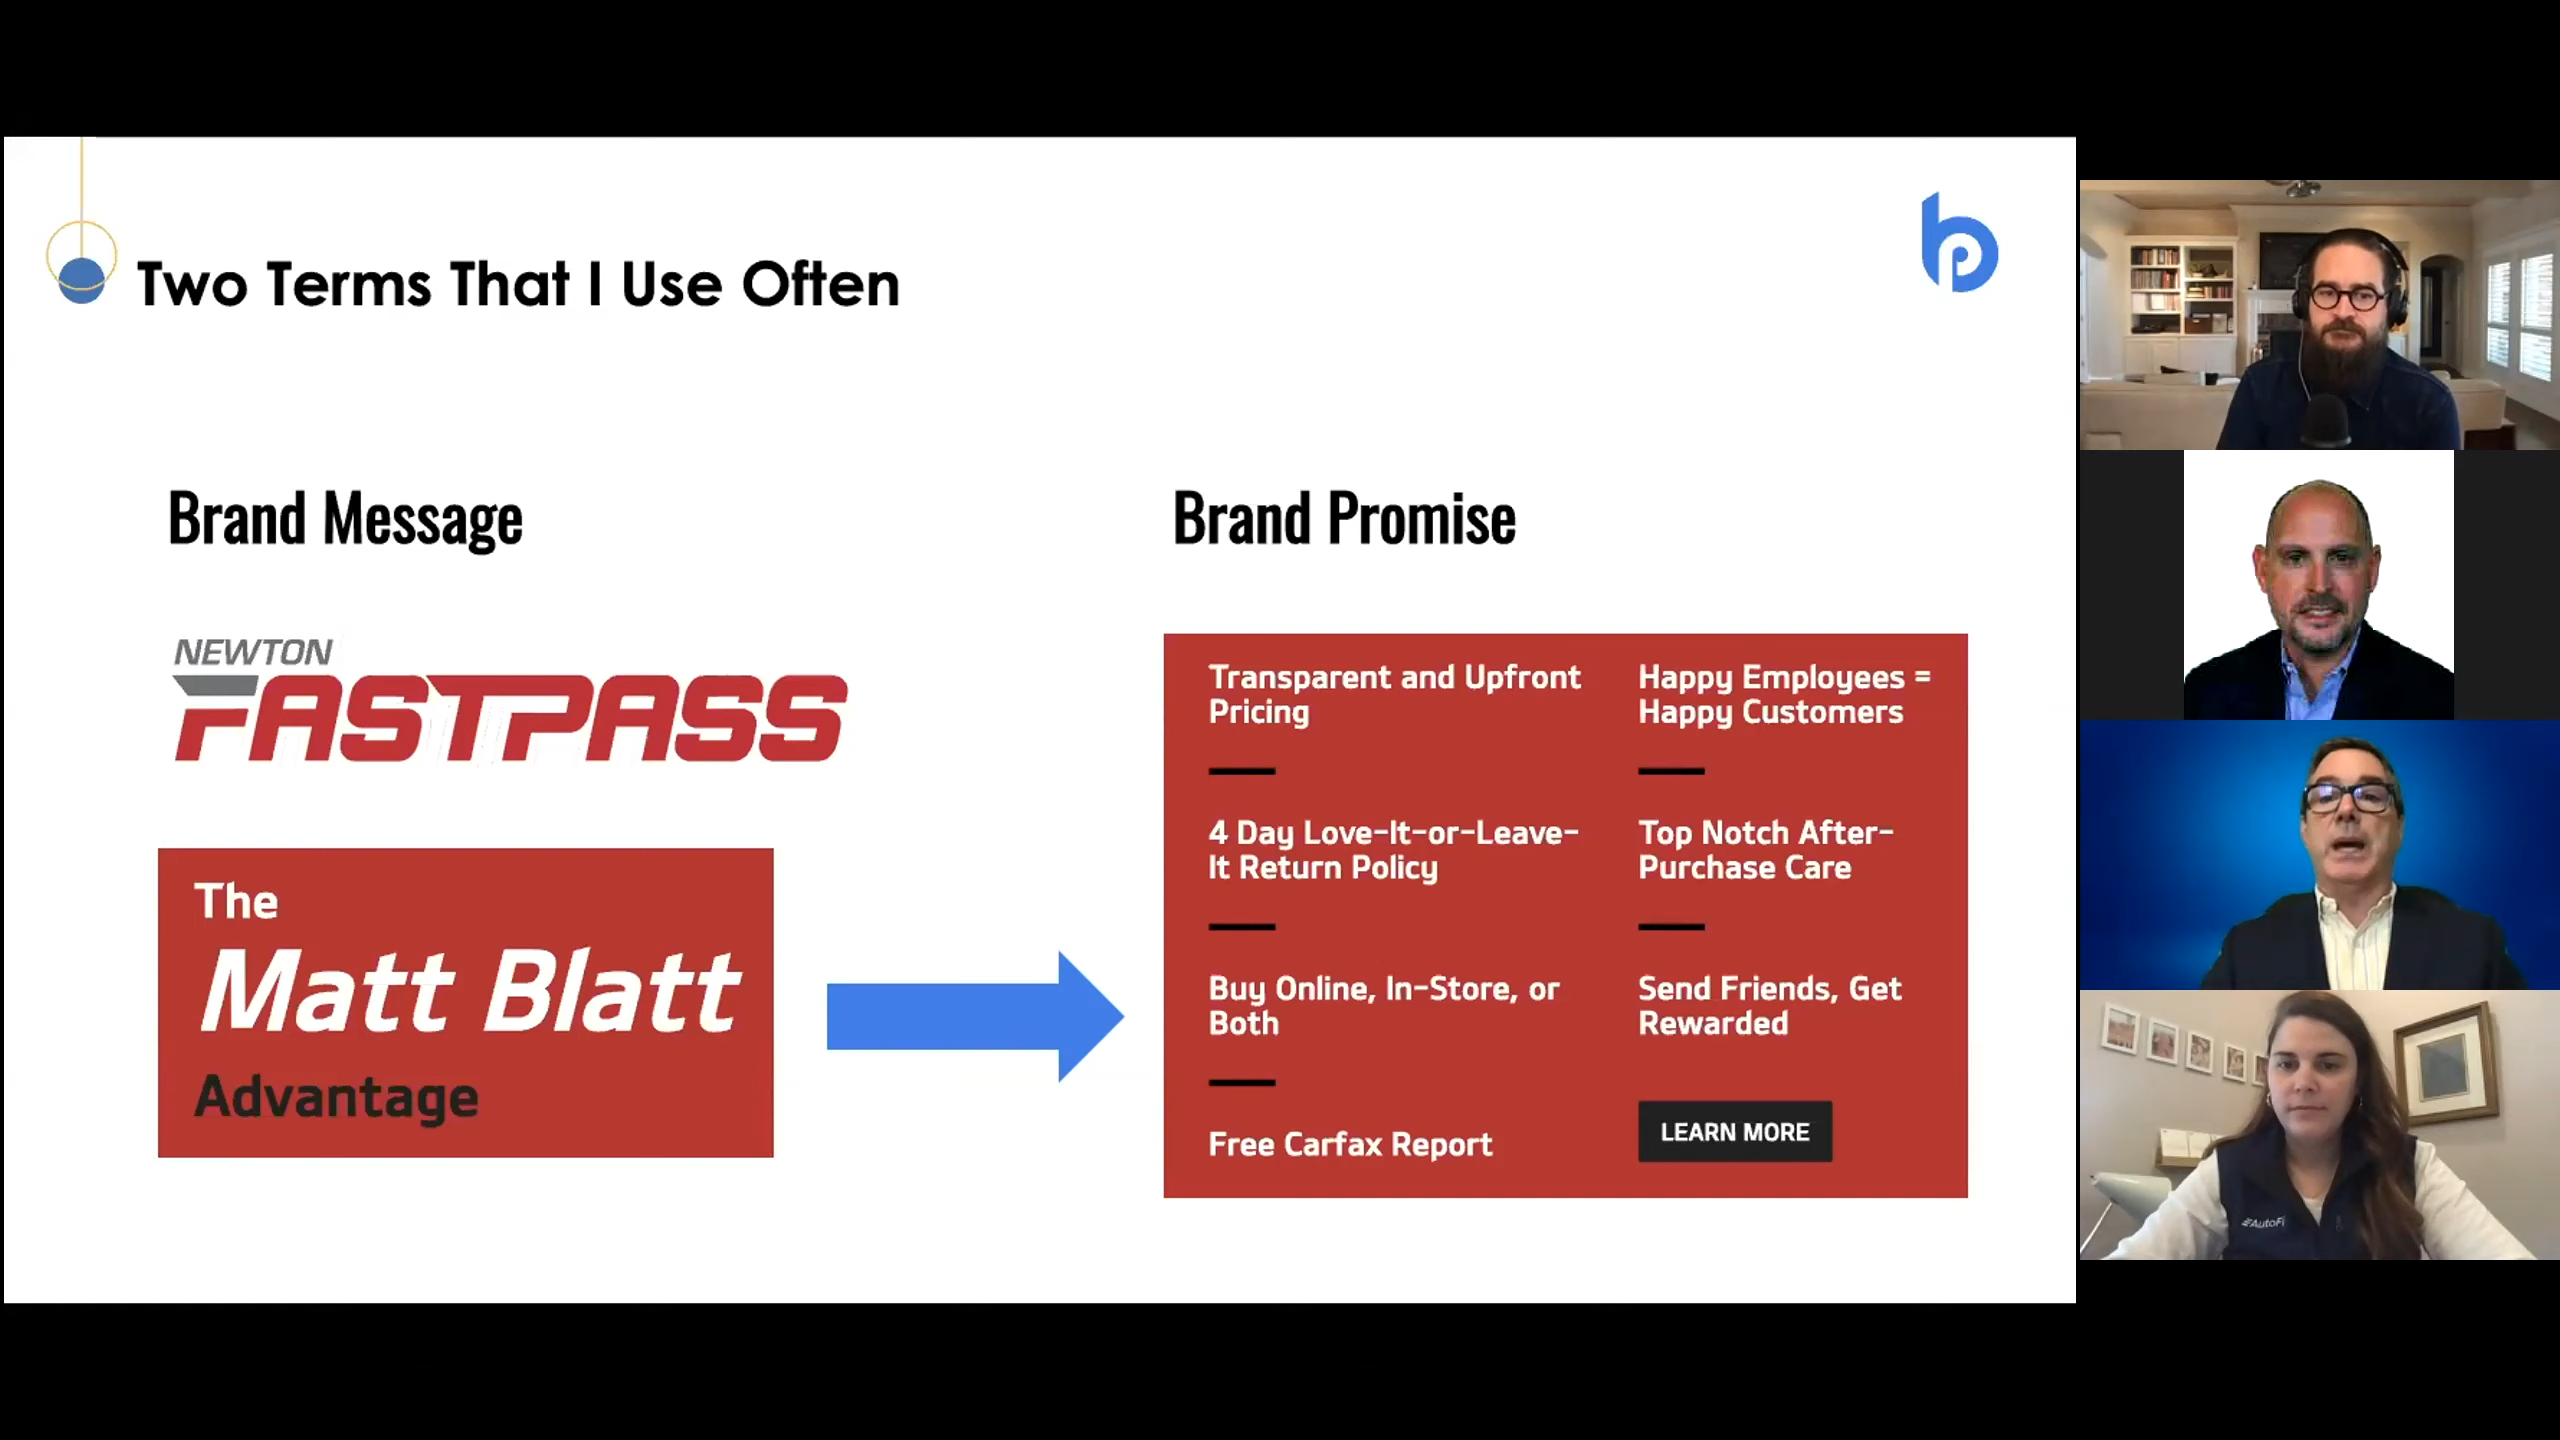 Two Terms That I Use Often
bp
Brand Message
NEWTON
FASTPASS
The
Matt Blatt
Advantage
Brand Promise
Transparent and Upfront
Pricing
4 Day Love-It-or-Leave-
It Return Policy
Buy Online, In-Store, or
Both
Free Carfax Report
Happy Employees =
Happy Customers
Top Notch After-
Purchase Care
Send Friends, Get
Rewarded
LEARN MORE
AutoFi